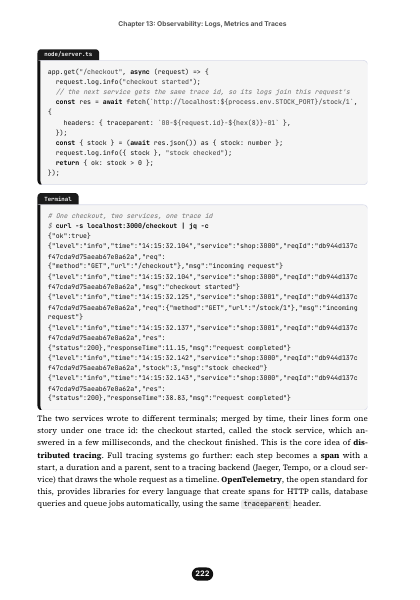 Chapter 13: Observability: Logs, Metrics and Traces
node/server.ts
app.get("/checkout", async (request) => {
  request.log.info("checkout started");
  // the next service gets the same trace id, so its logs join this request's
  const res = await fetch(`http://localhost:${process.env.STOCK_PORT}/stock/1`,
{
    headers: { traceparent: `00-${request.id}-${hex(8)}-01` },
  });
  const { stock } = (await res.json()) as { stock: number };
  request.log.info({ stock }, "stock checked");
  return { ok: stock > 0 };
});
Terminal
# One checkout, two services, one trace id
$ curl -s localhost:3000/checkout | jq -c
{"ok":true}
{"level":"info","time":"14:15:32.104","service":"shop:3000","reqId":"db944d137c
f47cda9d75aeab67e8a62a","req":
{"method":"GET","url":"/checkout"},"msg":"incoming request"}
{"level":"info","time":"14:15:32.104","service":"shop:3000","reqId":"db944d137c
f47cda9d75aeab67e8a62a","msg":"checkout started"}
{"level":"info","time":"14:15:32.125","service":"shop:3001","reqId":"db944d137c
f47cda9d75aeab67e8a62a","req":{"method":"GET","url":"/stock/1"},"msg":"incoming
request"}
{"level":"info","time":"14:15:32.137","service":"shop:3001","reqId":"db944d137c
f47cda9d75aeab67e8a62a","res":
{"status":200},"responseTime":11.15,"msg":"request completed"}
{"level":"info","time":"14:15:32.142","service":"shop:3000","reqId":"db944d137c
f47cda9d75aeab67e8a62a","stock":3,"msg":"stock checked"}
{"level":"info","time":"14:15:32.143","service":"shop:3000","reqId":"db944d137c
f47cda9d75aeab67e8a62a","res":
{"status":200},"responseTime":38.83,"msg":"request completed"}
The two services wrote to different terminals; merged by time, their lines form one
story under one trace id: the checkout started, called the stock service, which an-
swered in a few milliseconds, and the checkout finished. This is the core idea of dis-
tributed tracing. Full tracing systems go further: each step becomes a span with a
start, a duration and a parent, sent to a tracing backend (Jaeger, Tempo, or a cloud ser-
vice) that draws the whole request as a timeline. OpenTelemetry, the open standard for
this, provides libraries for every language that create spans for HTTP calls, database
queries and queue jobs automatically, using the same traceparent header.
222